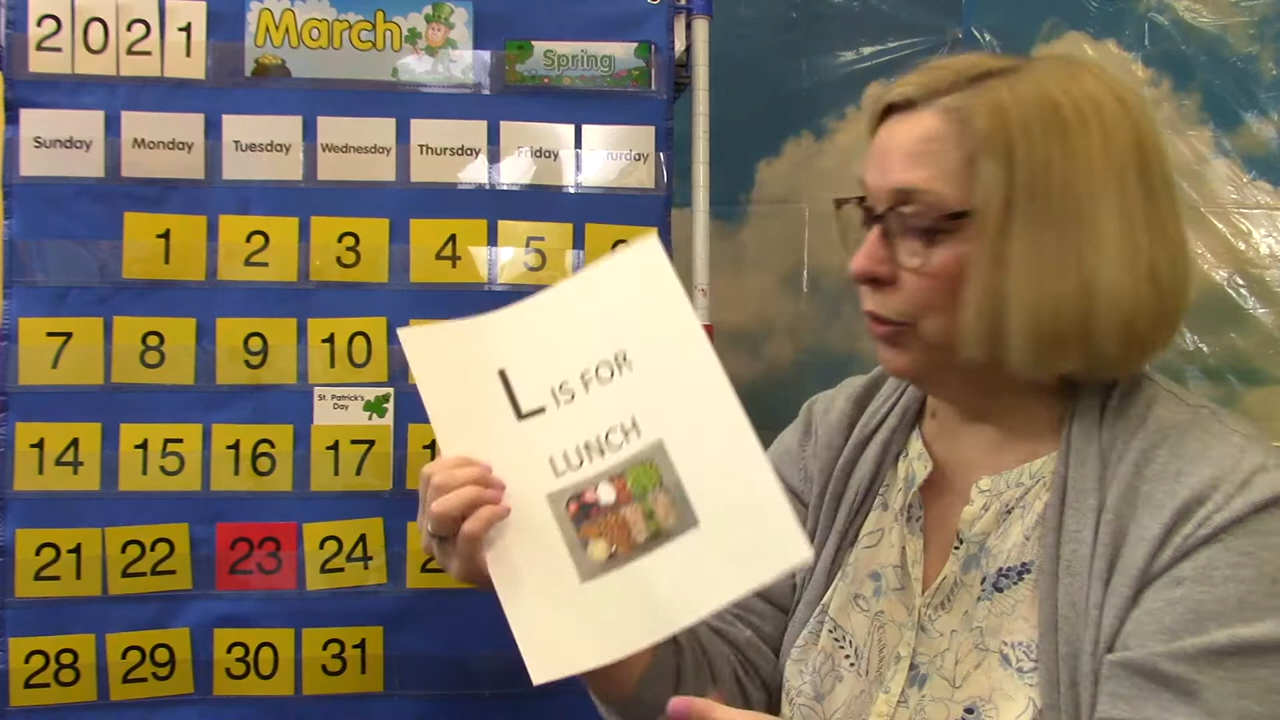 2021
March
Spring
Sunday Monday Tuesday Wednesday Thursday Friday
1 2 3 4 5
7 8 9 10
St. Patrick's
Day
14 15 16 17
21 22 23 24
28 29 30 31
L IS FOR
LUNCH